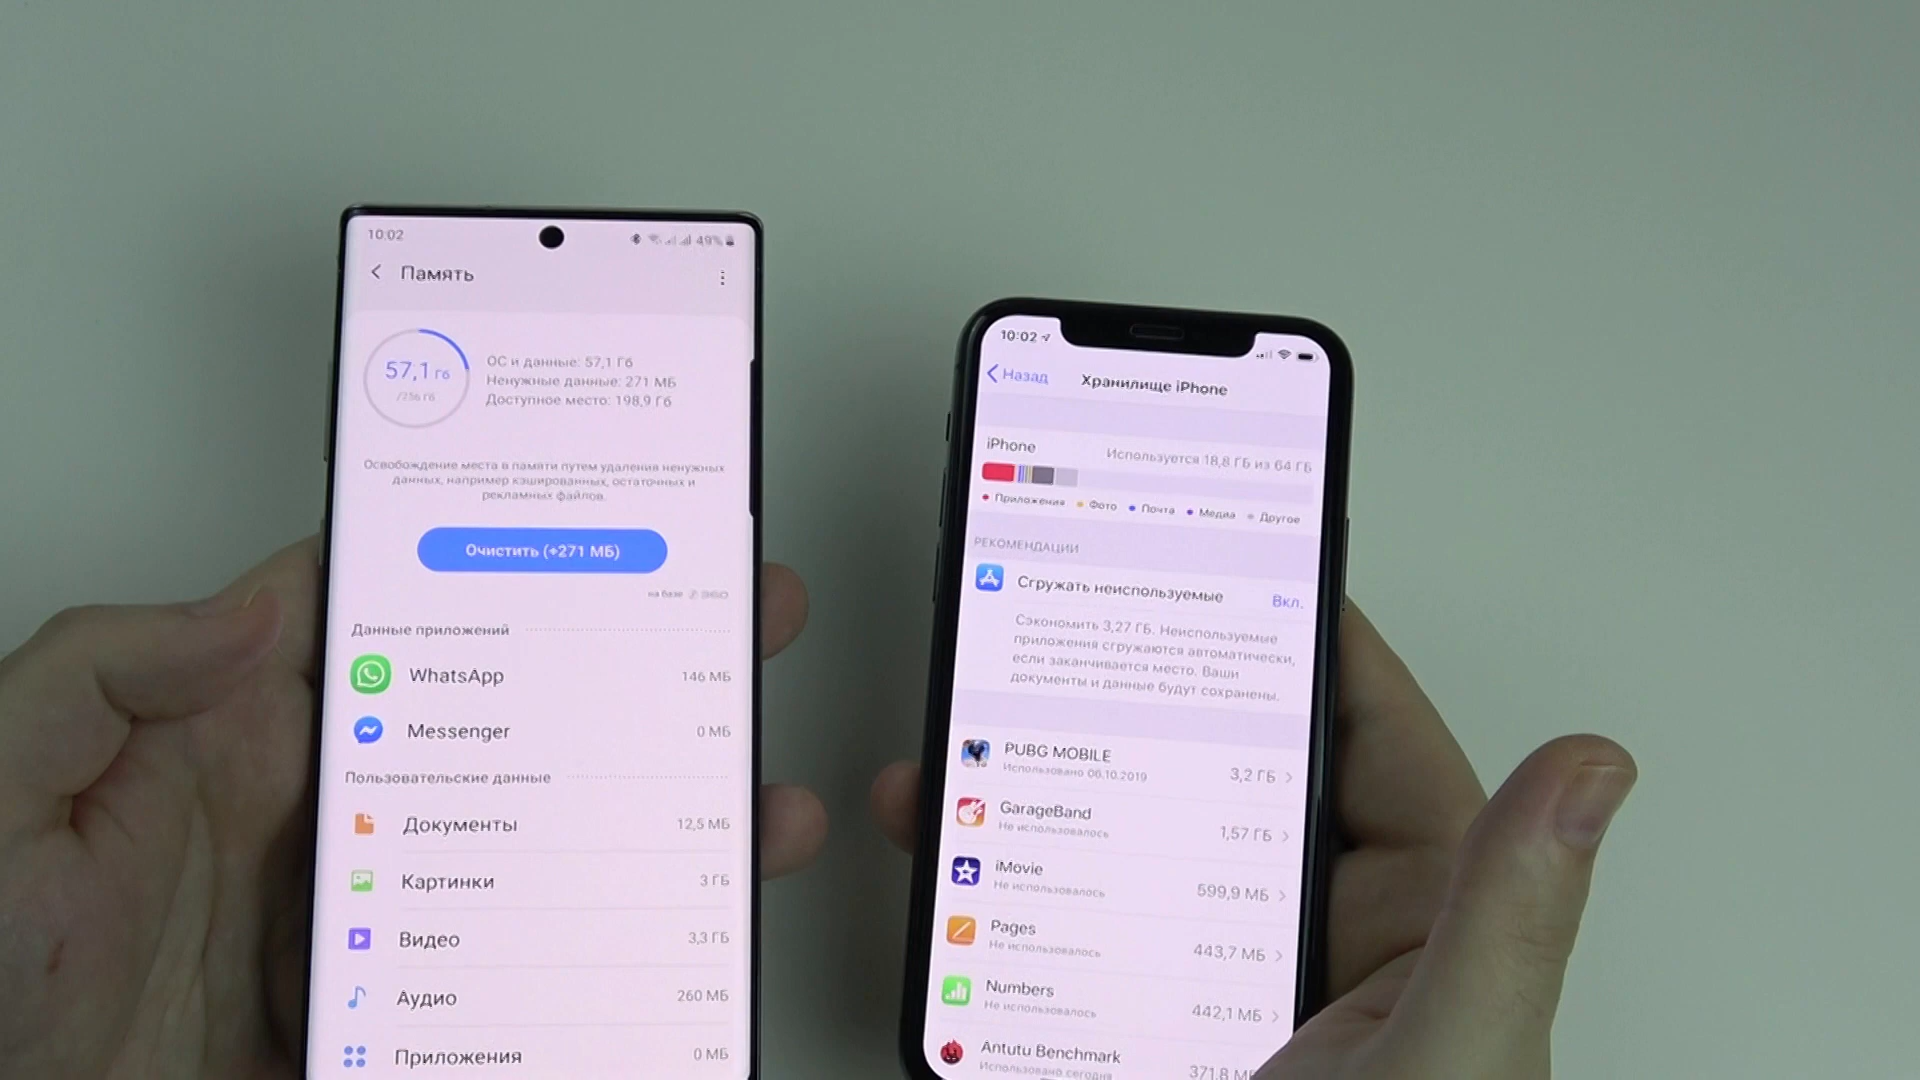 10:02
49%
Память
57,1 Гб
/256 Гб
ОС и данные: 57,1 Гб
Ненужные данные: 271 МБ
Доступное место: 198,9 Гб
Освобождение места в памяти путем удаления ненужных
данных, например кэшированных, остаточных и
рекламных файлов.
Очистить (+271 МБ)
на базе 360
Данные приложений
WhatsApp
146 МБ
Messenger
0 МБ
Пользовательские данные
Документы
12,5 МБ
Картинки
3 ГБ
Видео
3,3 ГБ
Аудио
260 МБ
Приложения
0 МБ
10:02
Назад
Хранилище iPhone
iPhone
Используется 18,8 ГБ из 64 ГБ
Приложения Фото Почта Медиа Другое
РЕКОМЕНДАЦИИ
Сгружать неиспользуемые
Вкл.
Сэкономить 3,27 ГБ. Неиспользуемые
приложения сгружаются автоматически,
если заканчивается место. Ваши
документы и данные будут сохранены.
PUBG MOBILE
Использовано 06.10.2019
3,2 ГБ
GarageBand
Не использовалось
1,57 ГБ
iMovie
Не использовалось
599,9 МБ
Pages
Не использовалось
443,7 МБ
Numbers
Не использовалось
442,1 МБ
Antutu Benchmark
Использовано сегодня
371,8 МБ